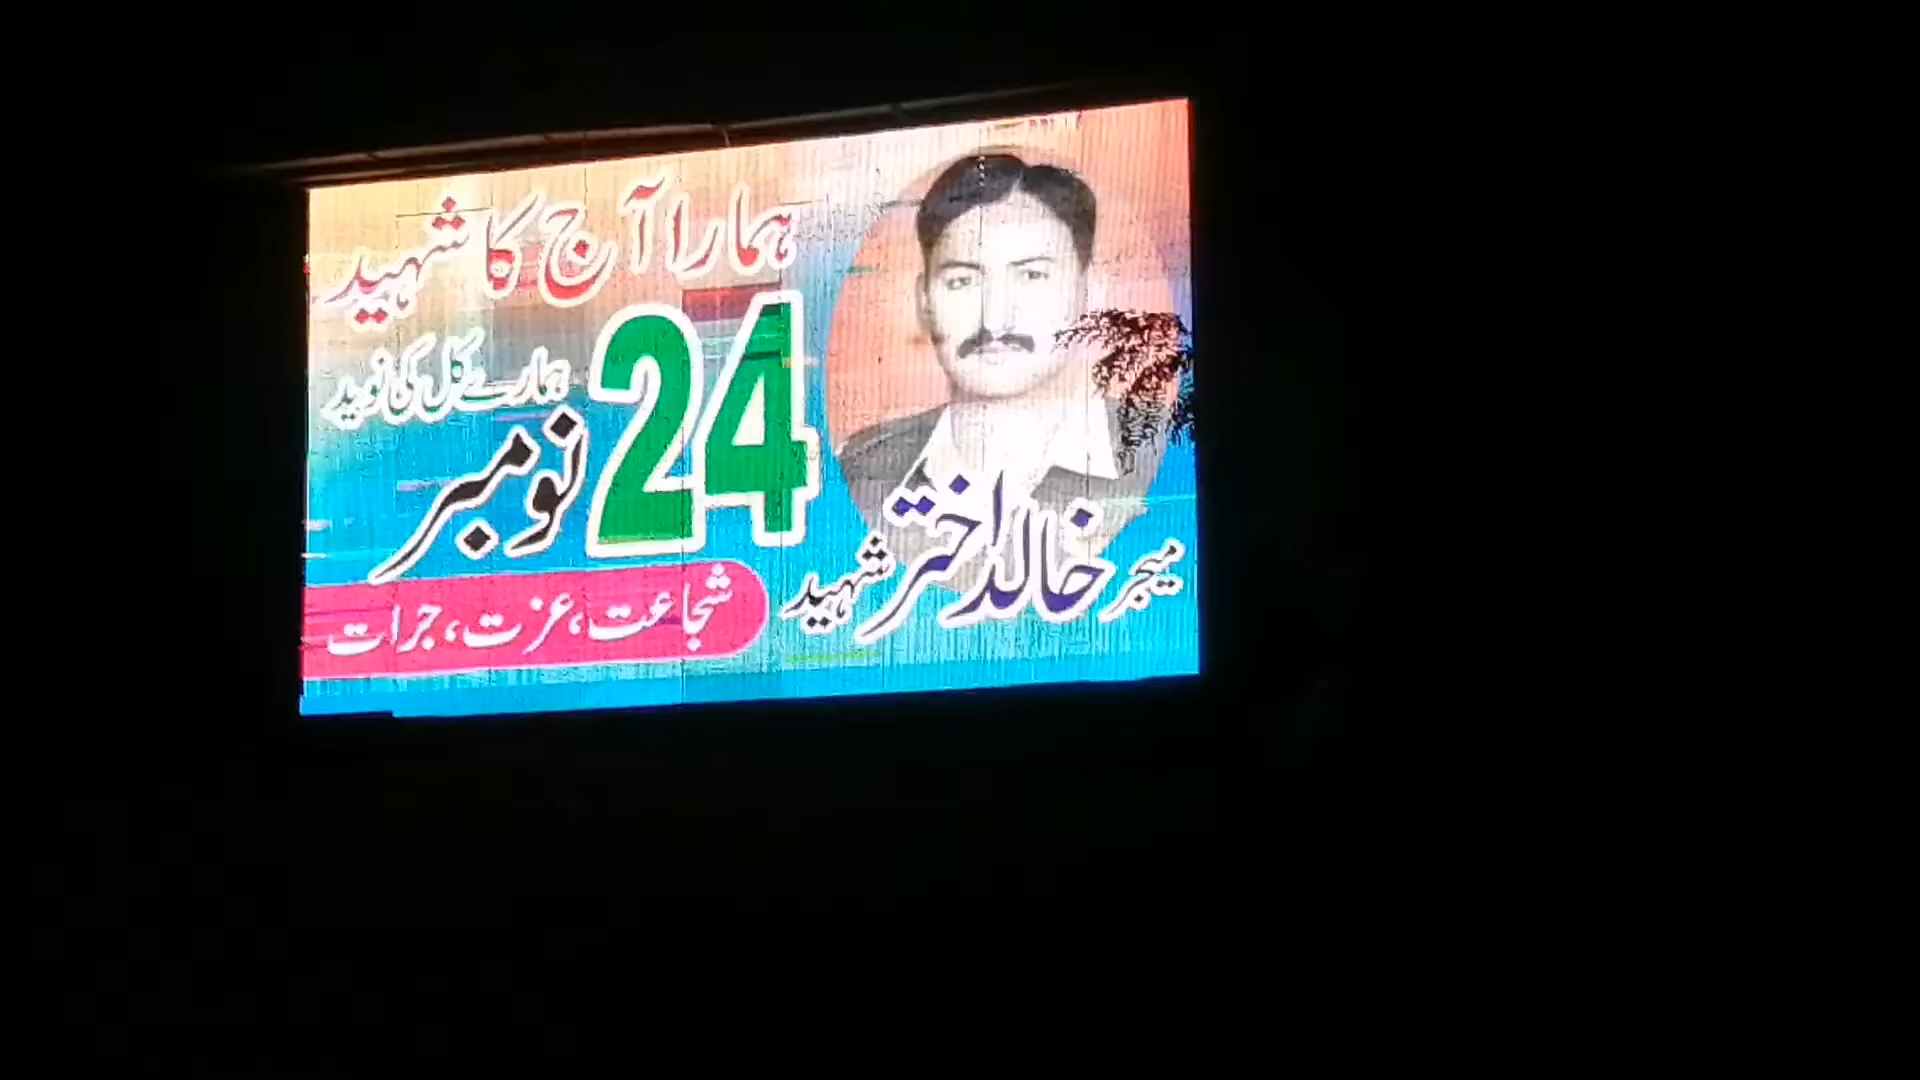 ہمارا آج کا شہید
ہمارے کل کی نوید
24 نومبر
شجاعت، عزت، جرات
میجر خالد اختر شہید